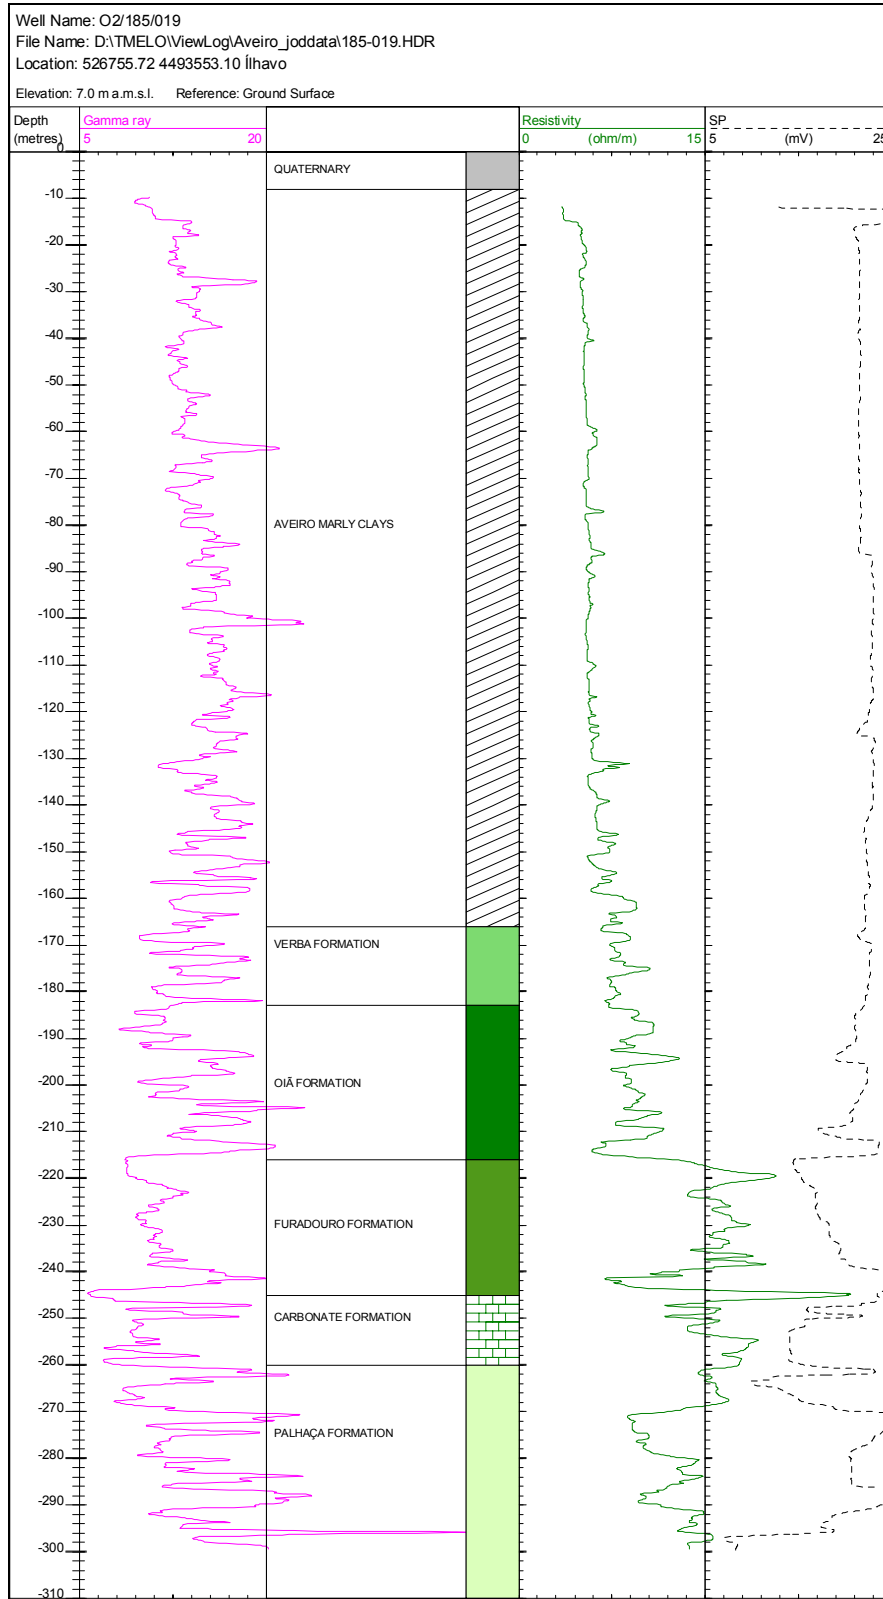 Well Name: O2/185/019
File Name: D:\TMELO\ViewLog\Aveiro_joddata\185-019.HDR
Location: 526755.72 4493553.10 Ílhavo
Elevation: 7.0 m a.m.s.l. Reference: Ground Surface
Depth Gamma ray Resistivity SP
(metres) 5 20 0 (ohm/m) 15 5 (mV) 25
0
QUATERNARY
-10
-20
-30
-40
-50
-60
-70
-80
AVEIRO MARLY CLAYS
-90
-100
-110
-120
-130
-140
-150
-160
-170
VERBA FORMATION
-180
-190
-200
OIÃ FORMATION
-210
-220
-230
FURADOURO FORMATION
-240
-250
CARBONATE FORMATION
-260
-270
PALHAÇA FORMATION
-280
-290
-300
-310